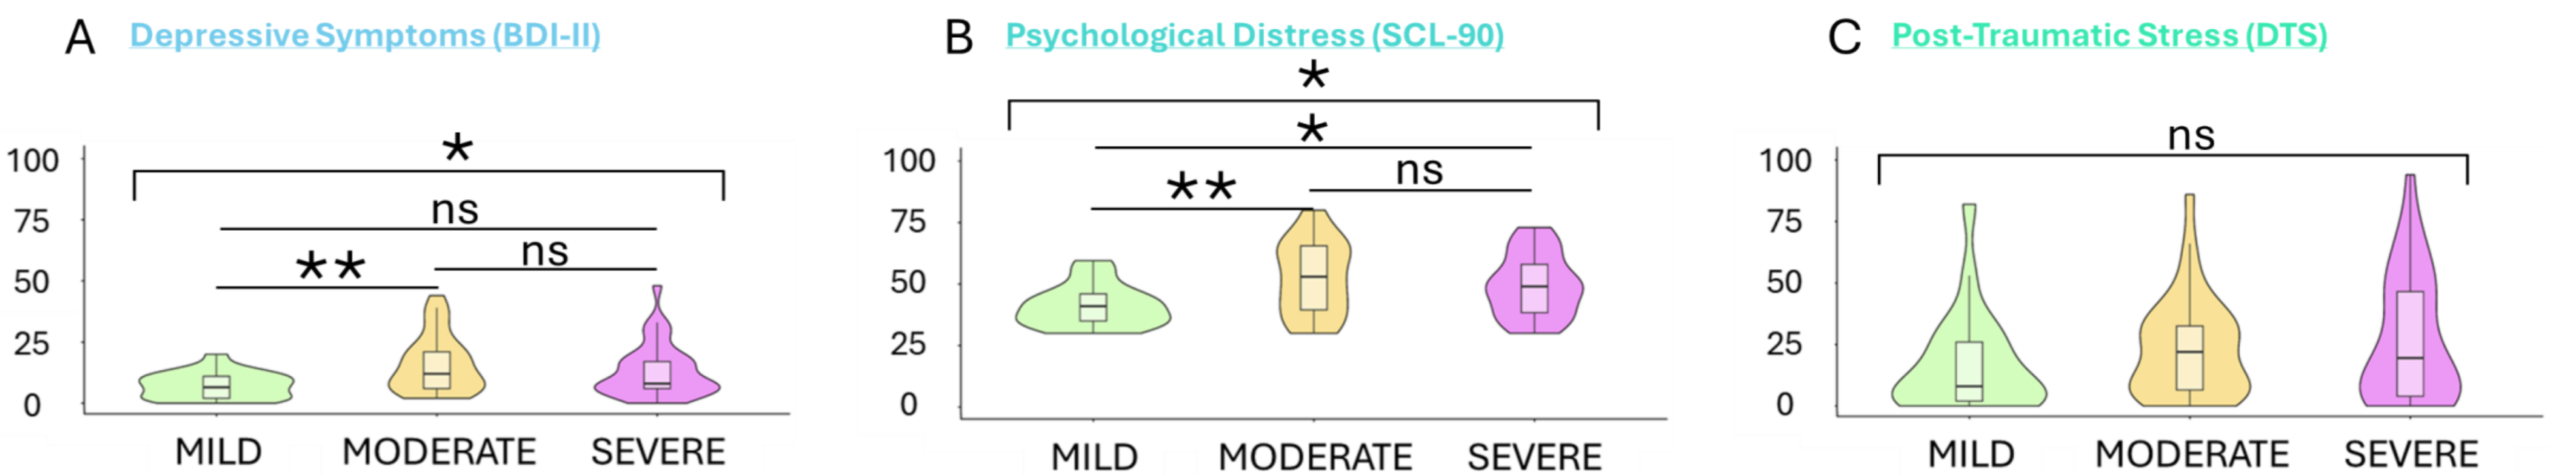 A Depressive Symptoms (BDI-II)
*
100
ns
75
ns
**
50
25
0
MILD MODERATE SEVERE
B Psychological Distress (SCL-90)
*
*
100
ns
**
75
50
25
0
MILD MODERATE SEVERE
C Post-Traumatic Stress (DTS)
ns
100
75
50
25
0
MILD MODERATE SEVERE